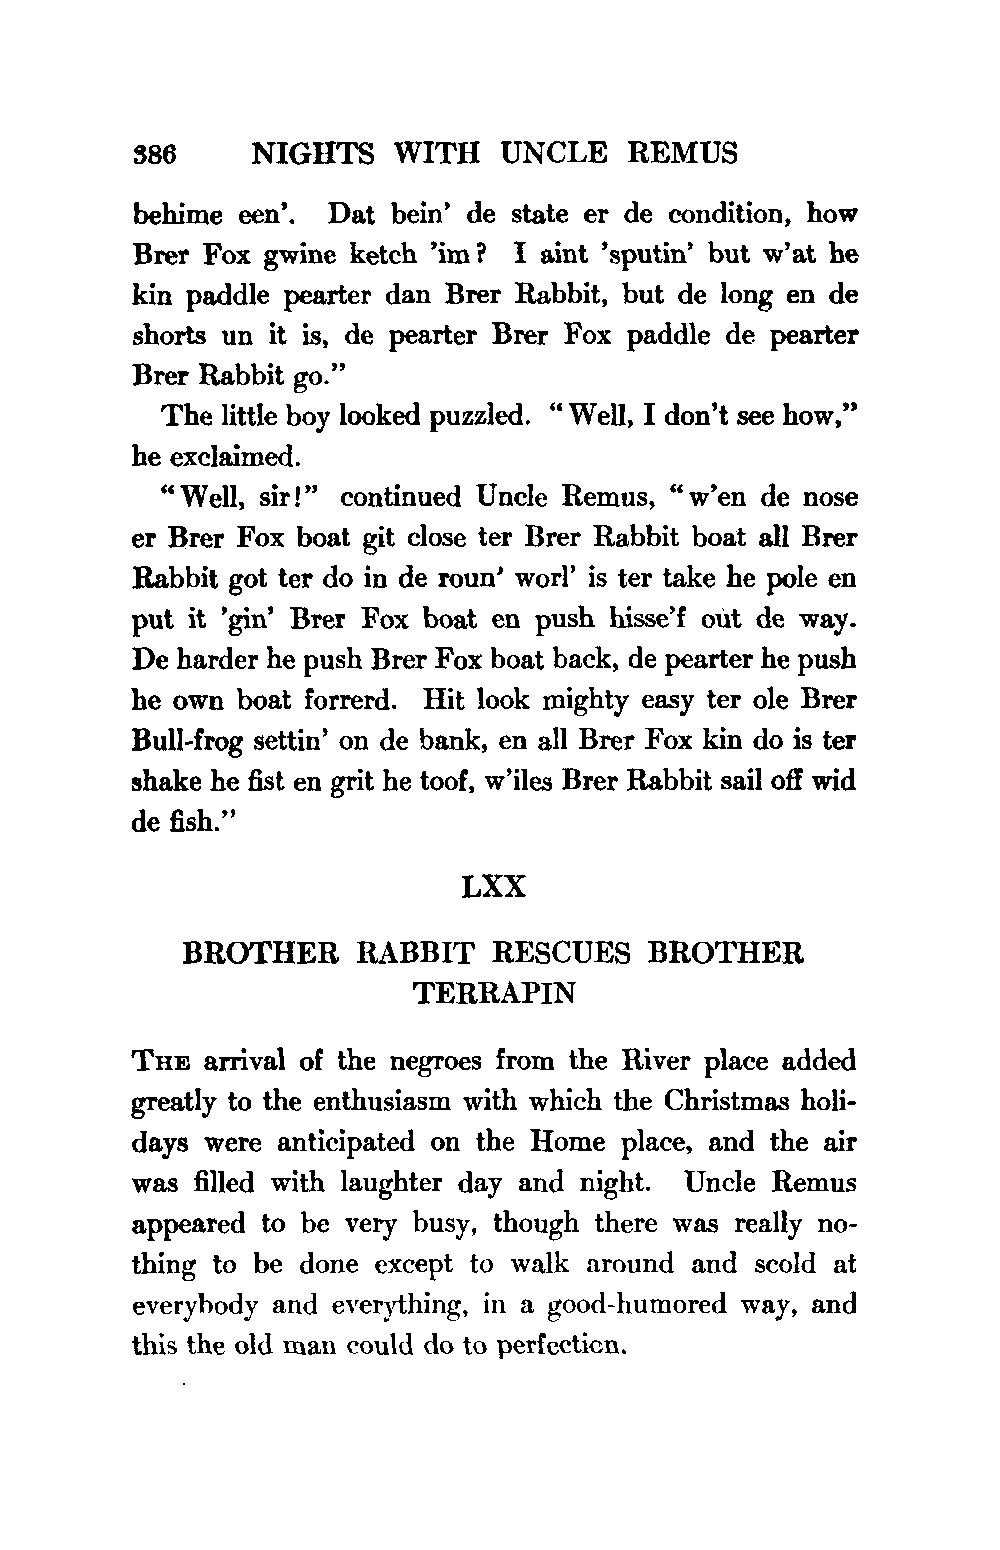 386 NIGHTS WITH UNCLE REMUS
behime een'. Dat bein' de state er de condition, how
Brer Fox gwine ketch 'im? I aint 'sputin' but w'at he
kin paddle pearter dan Brer Rabbit, but de long en de
shorts un it is, de pearter Brer Fox paddle de pearter
Brer Rabbit go."
The little boy looked puzzled. "Well, I don't see how,"
he exclaimed.
"Well, sir!" continued Uncle Remus, "w'en de nose
er Brer Fox boat git close ter Brer Rabbit boat all Brer
Rabbit got ter do in de roun' worl' is ter take he pole en
put it 'gin' Brer Fox boat en push hisse'f out de way.
De harder he push Brer Fox boat back, de pearter he push
he own boat forrerd. Hit look mighty easy ter ole Brer
Bull-frog settin' on de bank, en all Brer Fox kin do is ter
shake he fist en grit he toof, w'iles Brer Rabbit sail off wid
de fish."
LXX
BROTHER RABBIT RESCUES BROTHER
TERRAPIN
THE arrival of the negroes from the River place added
greatly to the enthusiasm with which the Christmas holi-
days were anticipated on the Home place, and the air
was filled with laughter day and night. Uncle Remus
appeared to be very busy, though there was really no-
thing to be done except to walk around and scold at
everybody and everything, in a good-humored way, and
this the old man could do to perfection.